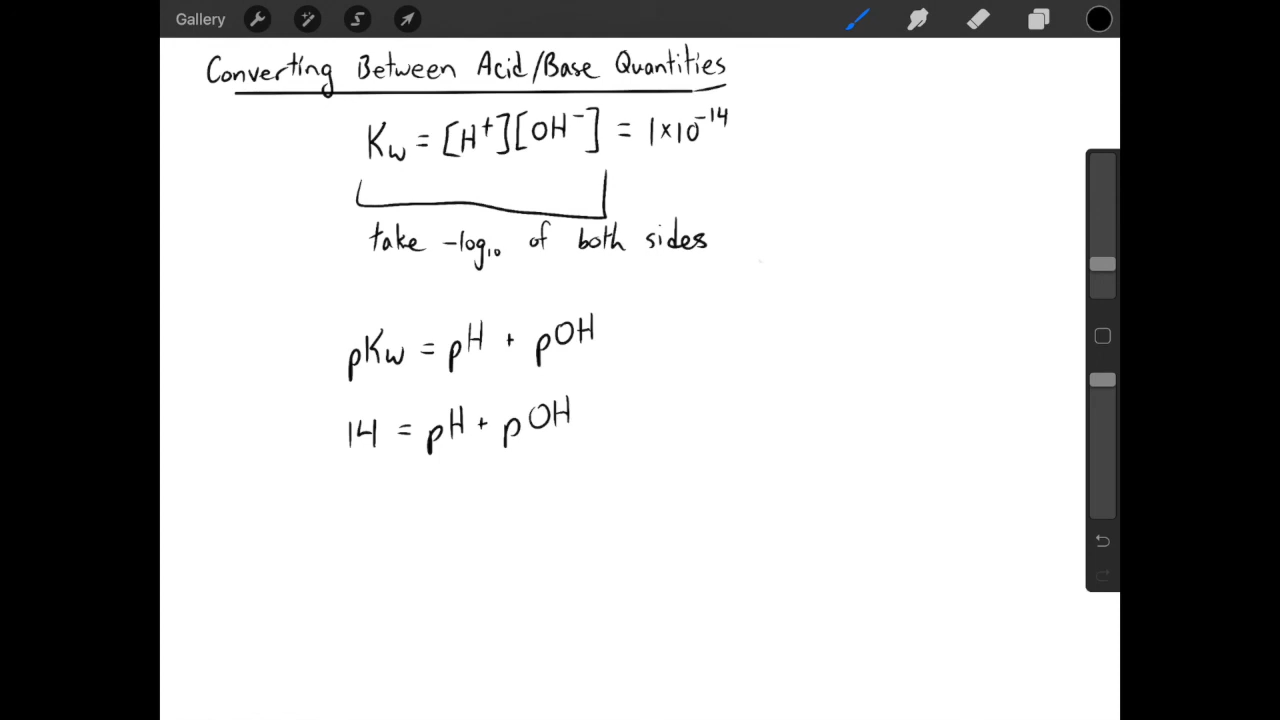 Gallery
Converting Between Acid/Base Quantities
Kw = [H⁺][OH⁻] = 1×10⁻¹⁴
take -log₁₀ of both sides
pKw = pH + pOH
14 = pH + pOH